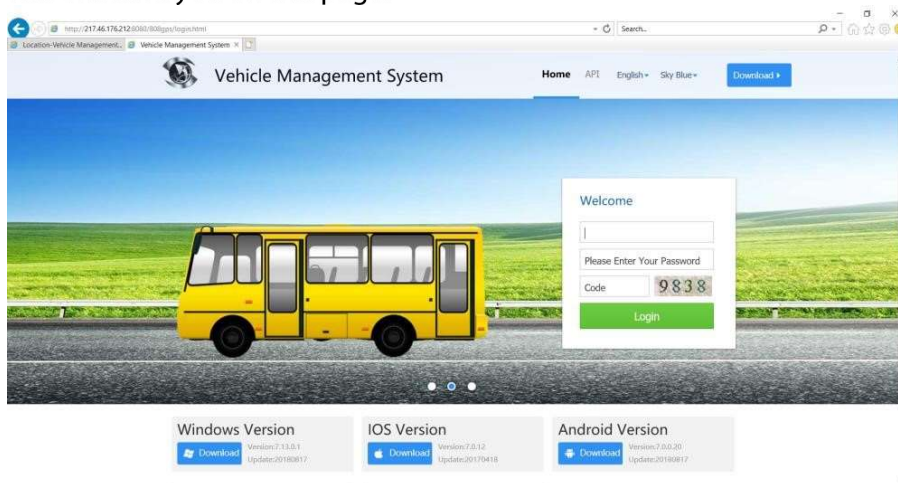 http://217.46.176.212:6060/808gps/login.html
Search...
Location-Vehicle Management..
Vehicle Management System
Vehicle Management System
Home API English Sky Blue Download
Welcome
Please Enter Your Password
Code 9838
Login
Windows Version
Download
Version:7.13.0.1
Update:20180817
IOS Version
Download
Version:7.0.12
Update:20170418
Android Version
Download
Version:7.0.0.20
Update:20180817